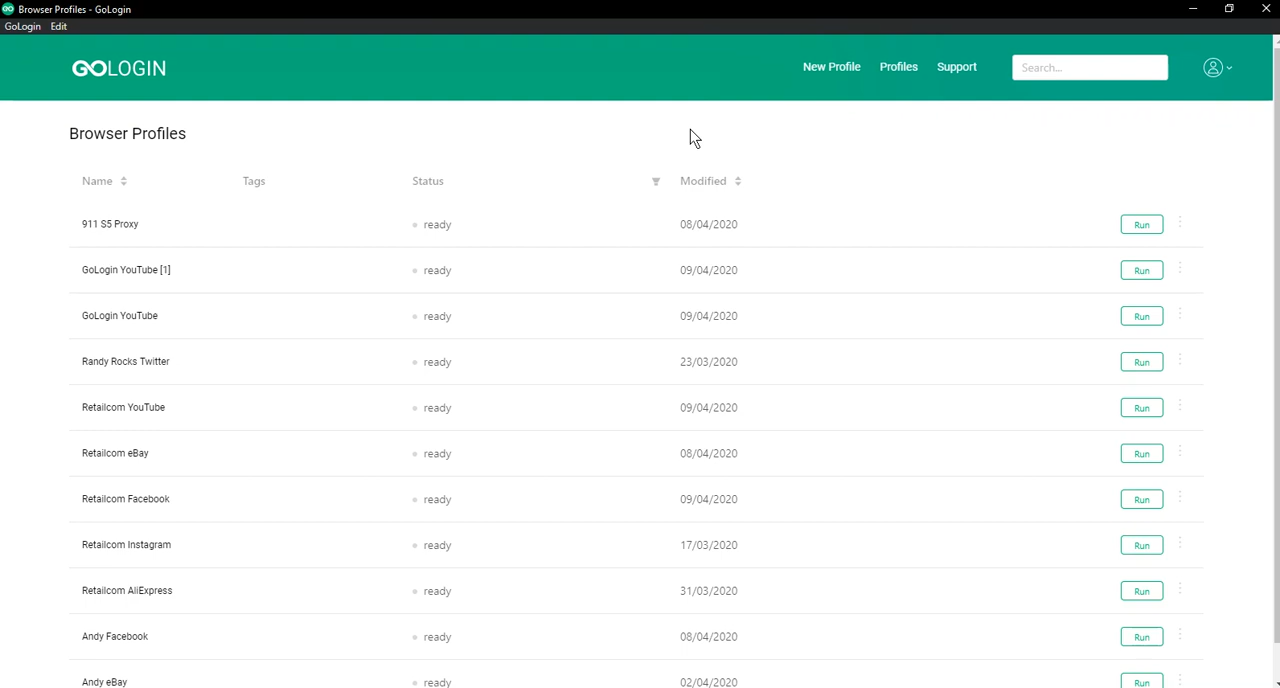 Browser Profiles - GoLogin
GoLogin Edit
GOLOGIN New Profile Profiles Support Search...
Browser Profiles
Name Tags Status Modified
911 S5 Proxy ready 08/04/2020 Run
GoLogin YouTube [1] ready 09/04/2020 Run
GoLogin YouTube ready 09/04/2020 Run
Randy Rocks Twitter ready 23/03/2020 Run
Retailcom YouTube ready 09/04/2020 Run
Retailcom eBay ready 08/04/2020 Run
Retailcom Facebook ready 09/04/2020 Run
Retailcom Instagram ready 17/03/2020 Run
Retailcom AliExpress ready 31/03/2020 Run
Andy Facebook ready 08/04/2020 Run
Andy eBay ready 02/04/2020 Run